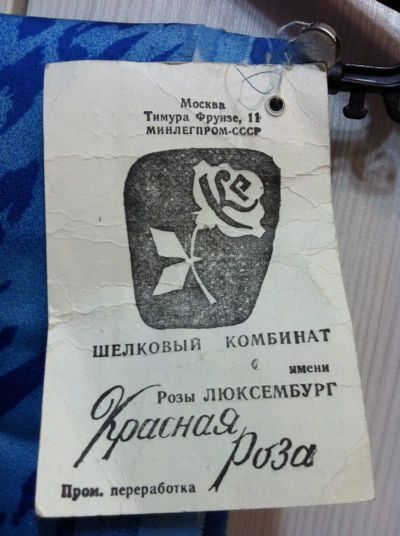 Москва
Тимура Фрунзе, 11
МИНЛЕГПРОМ-СССР
ШЕЛКОВЫЙ КОМБИНАТ
имени
Розы ЛЮКСЕМБУРГ
Красная
Роза
Пром. переработка